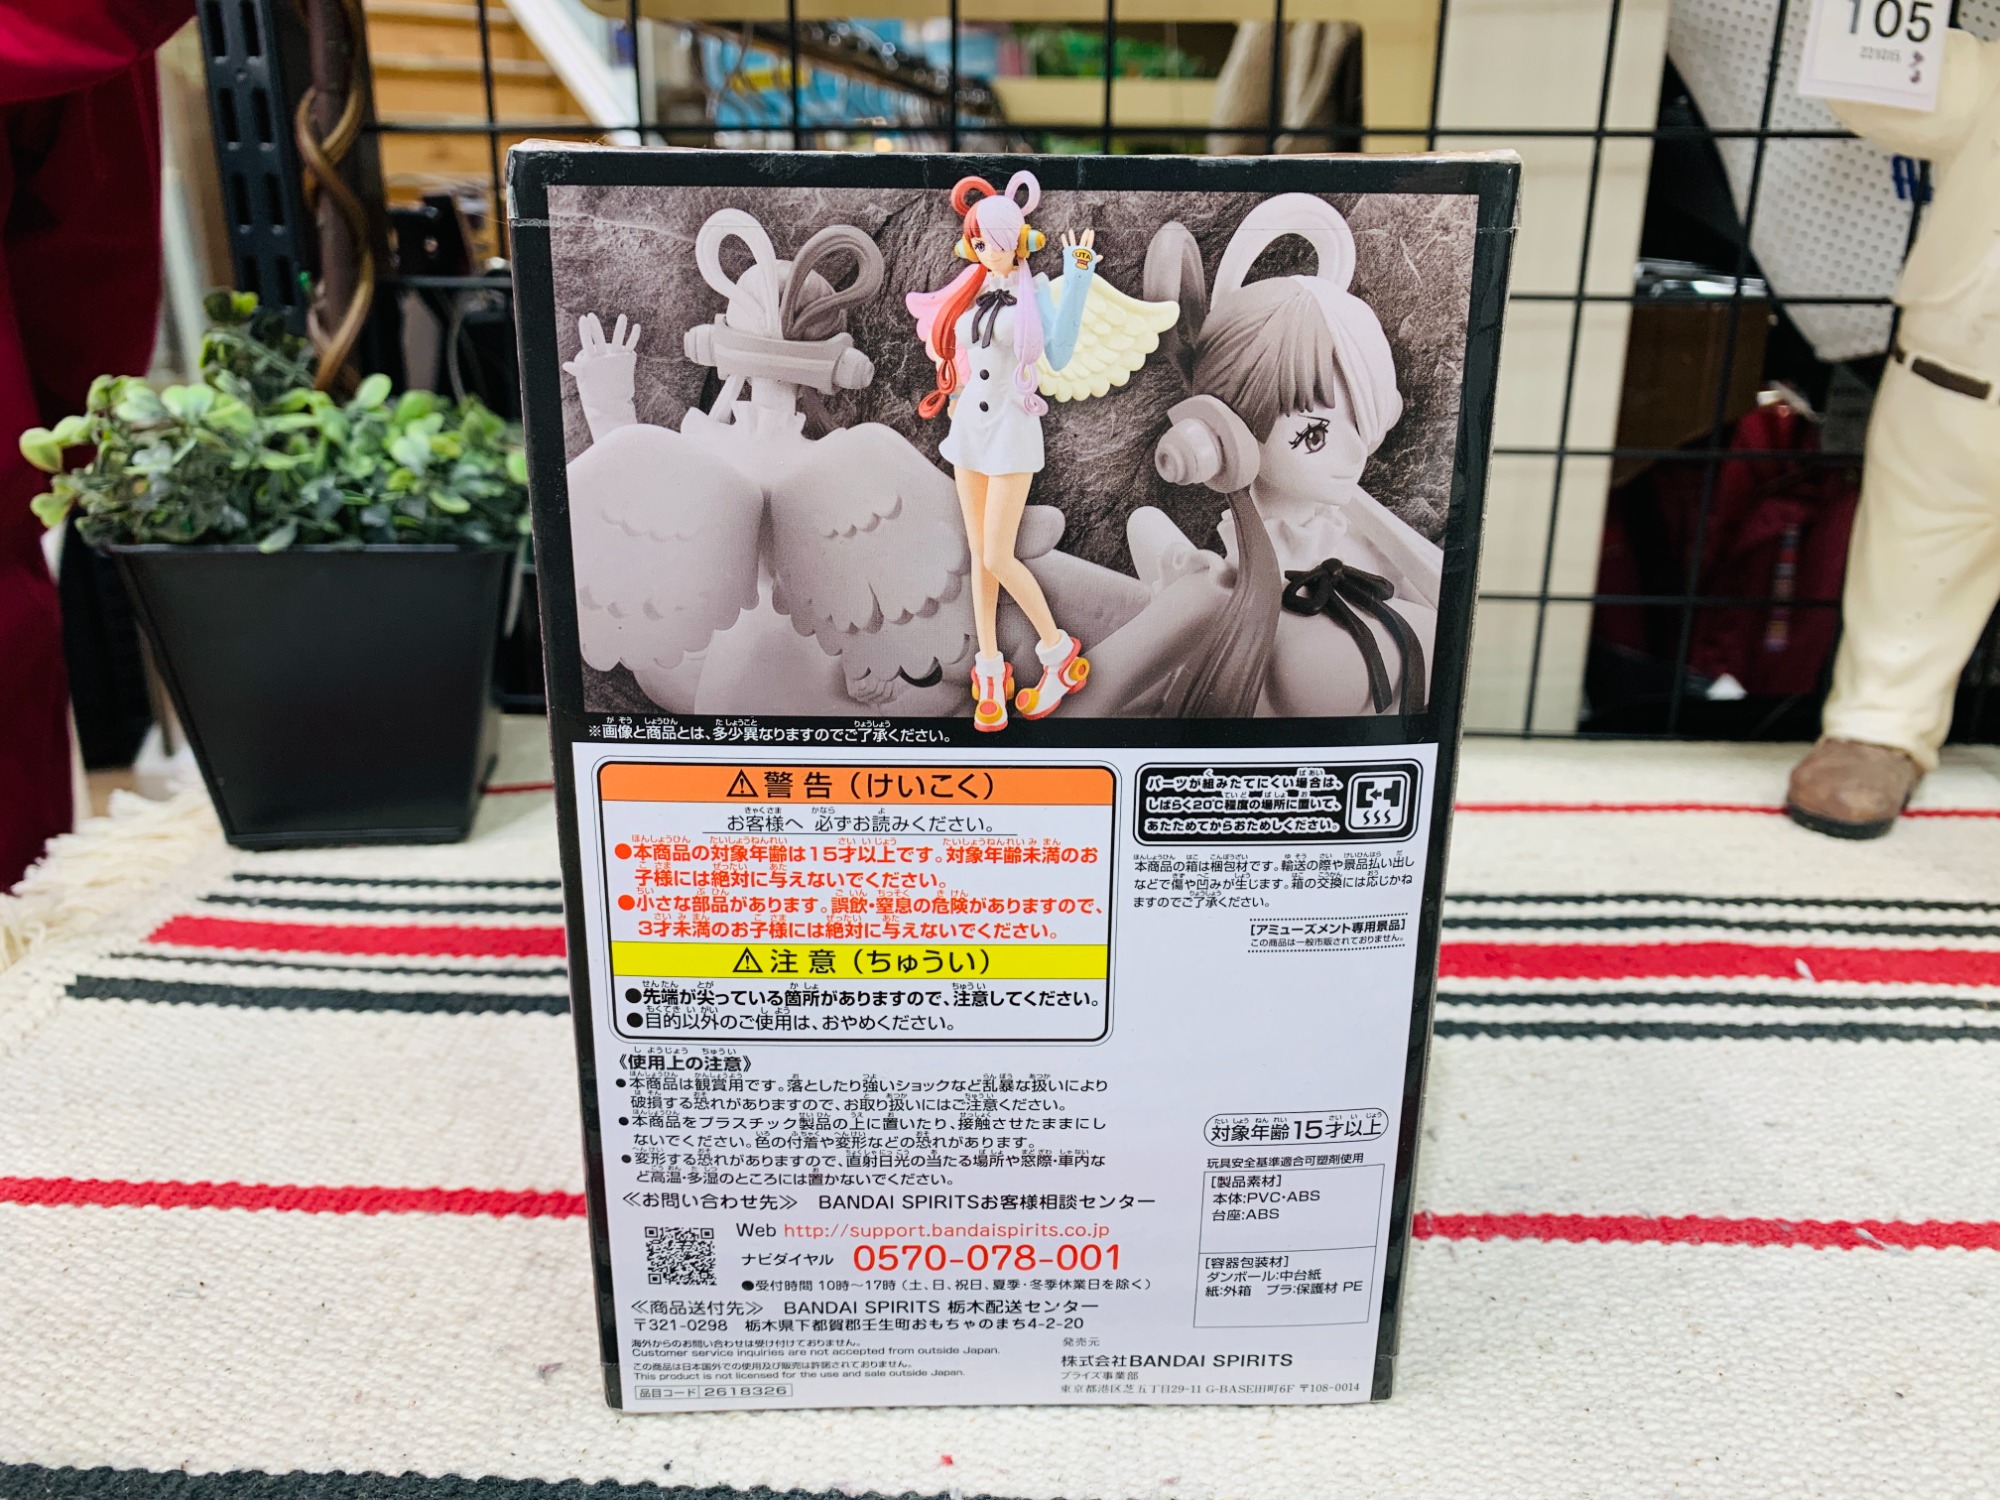 105
UTA
※画像と商品とは、多少異なりますのでご了承ください。
⚠警告（けいこく）
お客様へ 必ずお読みください。
●本商品の対象年齢は15才以上です。対象年齢未満のお
子様には絶対に与えないでください。
●小さな部品があります。誤飲・窒息の危険がありますので、
3才未満のお子様には絶対に与えないでください。
⚠注意（ちゅうい）
●先端が尖っている箇所がありますので、注意してください。
●目的以外のご使用は、おやめください。
《使用上の注意》
●本商品は観賞用です。落としたり強いショックなど乱暴な扱いにより
破損する恐れがありますので、お取り扱いにはご注意ください。
●本商品をプラスチック製品の上に置いたり、接触させたままにし
ないでください。色の付着や変形などの恐れがあります。
●変形する恐れがありますので、直射日光の当たる場所や窓際・車内な
ど高温・多湿のところには置かないでください。
≪お問い合わせ先≫ BANDAI SPIRITSお客様相談センター
Web http://support.bandaispirits.co.jp
ナビダイヤル 0570-078-001
●受付時間 10時～17時（土、日、祝日、夏季・冬季休業日を除く）
≪商品送付先≫ BANDAI SPIRITS 栃木配送センター
〒321-0298 栃木県下都賀郡壬生町おもちゃのまち4-2-20
海外からのお問い合わせは受け付けておりません。
Customer service inquiries are not accepted from outside Japan.
この商品は日本国外での使用及び販売は許諾されておりません。
This product is not licensed for the use and sale outside Japan.
品目コード 2618326
パーツが組みたてにくい場合は、
しばらく20℃程度の場所に置いて、
あたためてからおためしください。
本商品の箱は梱包材です。輸送の際や景品払い出し
などで傷や凹みが生じます。箱の交換には応じかね
ますのでご了承ください。
[アミューズメント専用景品]
この商品は一般市販されておりません。
対象年齢15才以上
玩具安全基準適合可塑剤使用
[製品素材]
本体:PVC・ABS
台座:ABS
[容器包装材]
ダンボール:中台紙
紙:外箱 プラ:保護材 PE
発売元
株式会社BANDAI SPIRITS
プライズ事業部
東京都港区芝五丁目29-11 G-BASE田町6F 〒108-0014